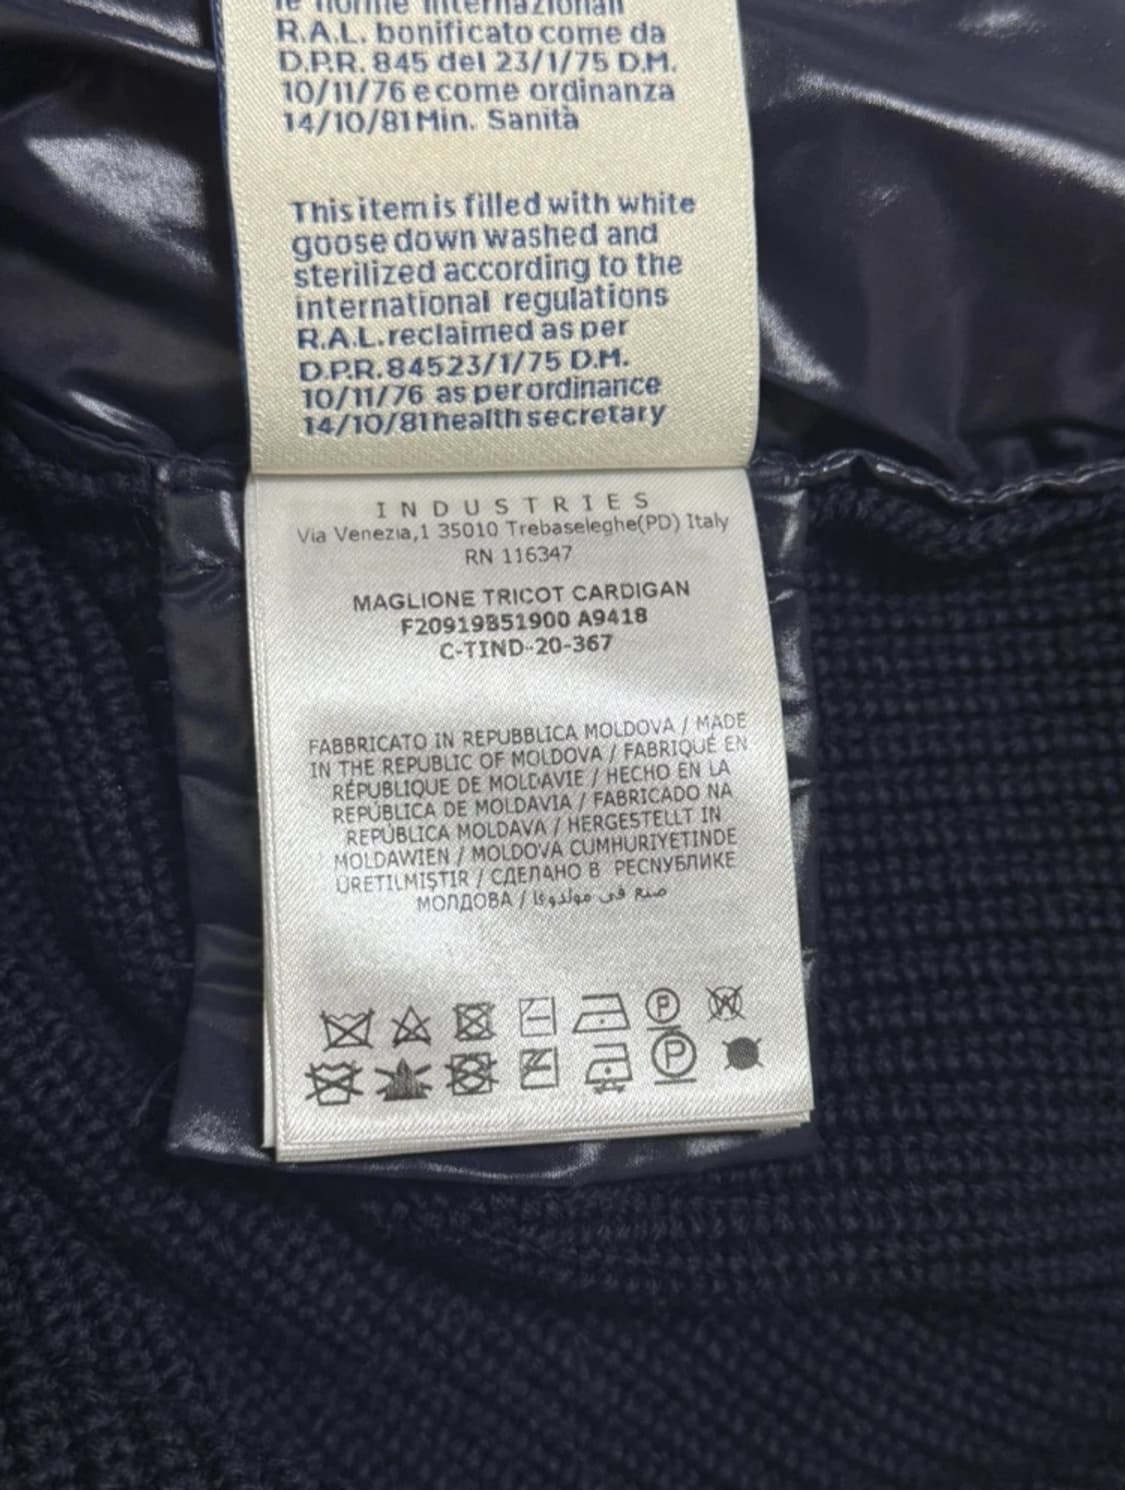 le norme internazionali
R.A.L. bonificato come da
D.P.R. 845 del 23/1/75 D.M.
10/11/76 e come ordinanza
14/10/81 Min. Sanità
This item is filled with white
goose down washed and
sterilized according to the
international regulations
R.A.L. reclaimed as per
D.P.R. 845 23/1/75 D.M.
10/11/76 as per ordinance
14/10/81 health secretary
INDUSTRIES
Via Venezia,1 35010 Trebaseleghe(PD) Italy
RN 116347
MAGLIONE TRICOT CARDIGAN
F20919B51900 A9418
C-TIND-20-367
FABBRICATO IN REPUBBLICA MOLDOVA / MADE
IN THE REPUBLIC OF MOLDOVA / FABRIQUÉ EN
RÉPUBLIQUE DE MOLDAVIE / HECHO EN LA
REPÚBLICA DE MOLDAVIA / FABRICADO NA
REPÚBLICA MOLDAVA / HERGESTELLT IN
MOLDAWIEN / MOLDOVA CUMHURIYETINDE
ÜRETILMIŞTIR / СДЕЛАНО В РЕСПУБЛИКЕ
МОЛДОВА / صنع في مولدوفا
P W
P